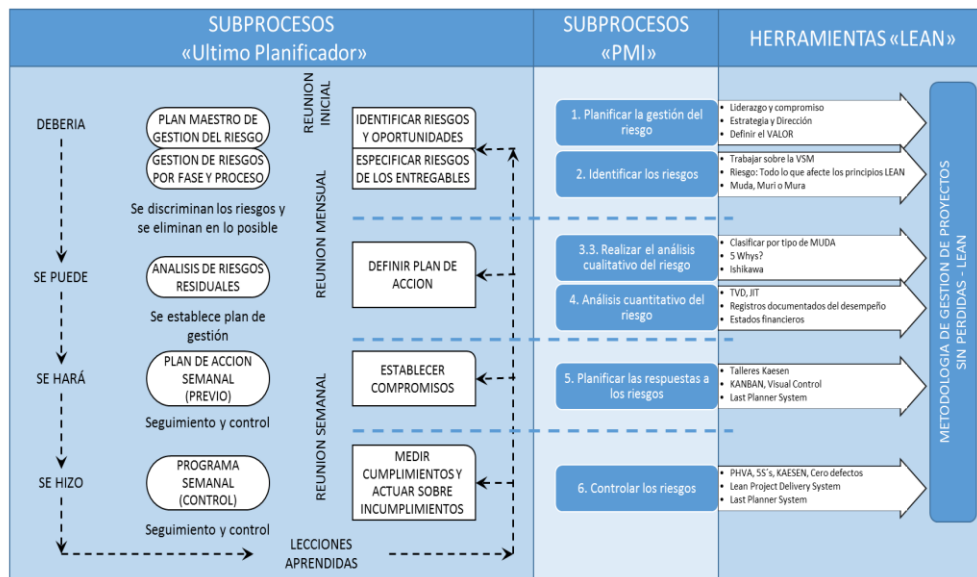 SUBPROCESOS
«Ultimo Planificador»
SUBPROCESOS
«PMI»
HERRAMIENTAS «LEAN»
DEBERIA
SE PUEDE
SE HARÁ
SE HIZO
PLAN MAESTRO
DE GESTION DEL RIESGO
GESTION DE RIESGOS
POR FASE Y PROCESO
Se discriminan los riesgos y
se eliminan en lo posible
ANALISIS DE RIESGOS
RESIDUALES
Se establece plan de
gestión
PLAN DE ACCION
SEMANAL
(PREVIO)
Seguimiento y control
PROGRAMA
SEMANAL
(CONTROL)
Seguimiento y control
REUNION
INICIAL
REUNION MENSUAL
REUNION SEMANAL
IDENTIFICAR RIESGOS
Y OPORTUNIDADES
ESPECIFICAR RIESGOS
DE LOS ENTREGABLES
DEFINIR PLAN DE
ACCION
ESTABLECER
COMPROMISOS
MEDIR
CUMPLIMIENTOS Y
ACTUAR SOBRE
INCUMPLIMIENTOS
LECCIONES
APRENDIDAS
1. Planificar la gestión del
riesgo
2. Identificar los riesgos
3.3. Realizar el análisis
cualitativo del riesgo
4. Análisis cuantitativo del
riesgo
5. Planificar las respuestas a
los riesgos
6. Controlar los riesgos
• Liderazgo y compromiso
• Estrategia y Dirección
• Definir el VALOR
• Trabajar sobre la VSM
• Riesgo: Todo lo que afecte los principios LEAN
• Muda, Muri o Mura
• Clasificar por tipo de MUDA
• 5 Whys?
• Ishikawa
• TVD, JIT
• Registros documentados del desempeño
• Estados financieros
• Talleres Kaesen
• KANBAN, Visual Control
• Last Planner System
• PHVA, 5S´s, KAESEN, Cero defectos
• Lean Project Delivery System
• Last Planner System
METODOLOGIA DE GESTION DE PROYECTOS
SIN PERDIDAS - LEAN